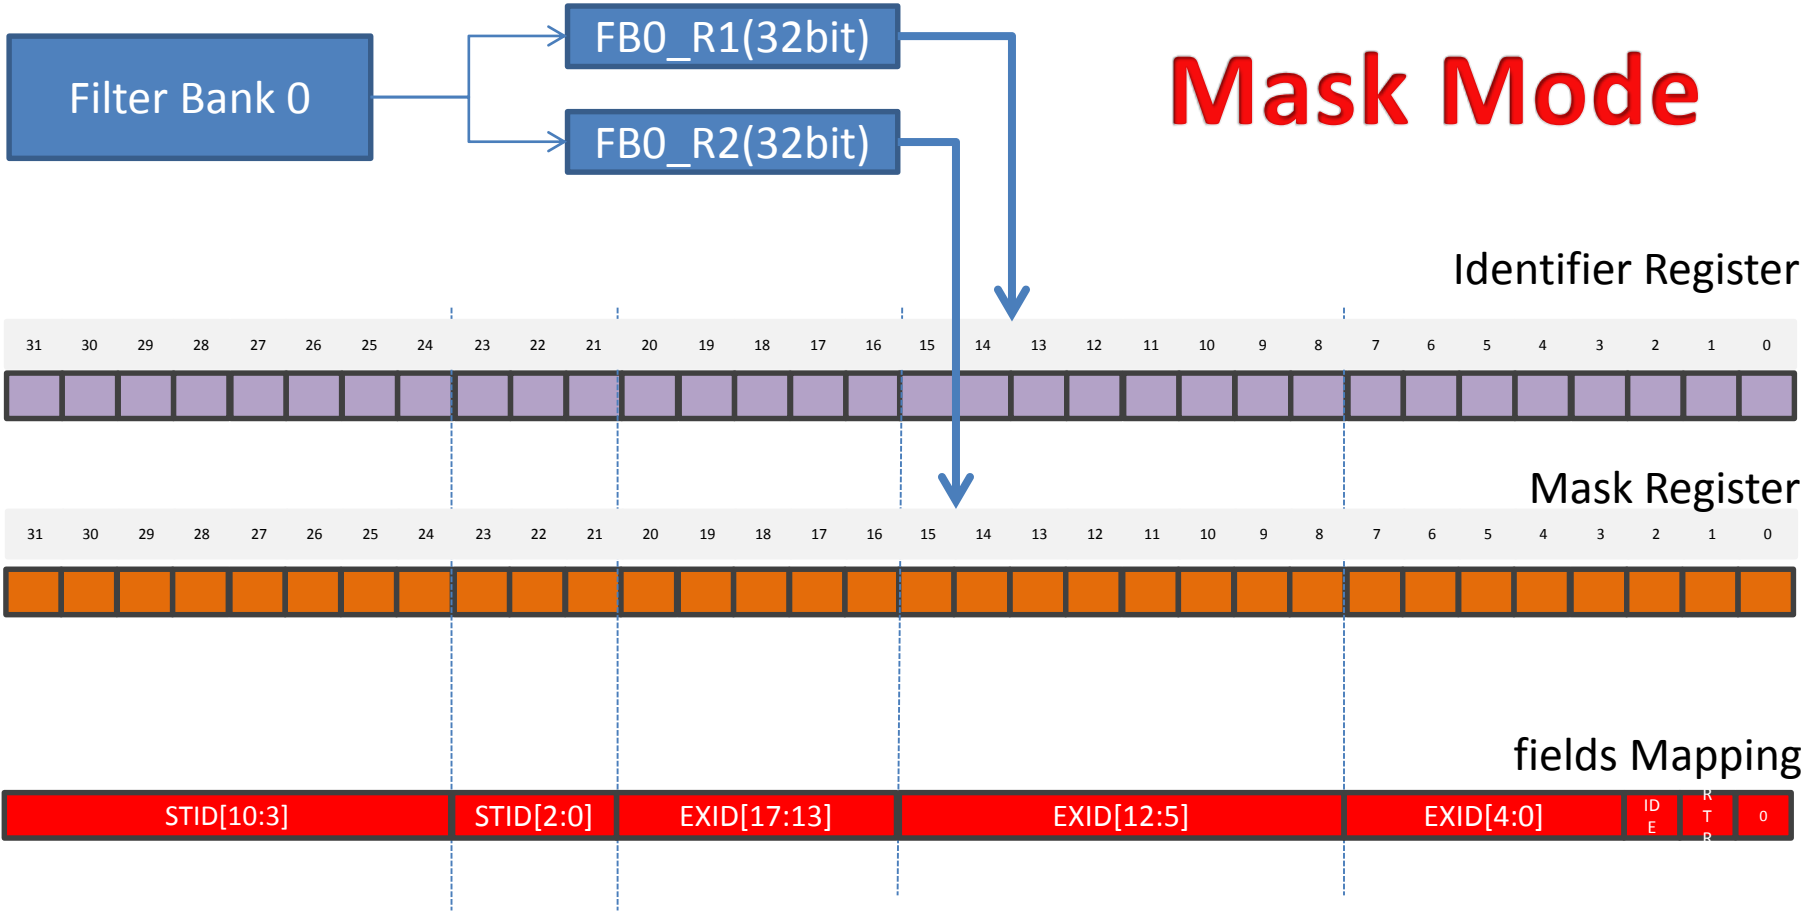 FB0_R1(32bit)
Mask Mode
Filter Bank 0
FB0_R2(32bit)
Identifier Register
31 30 29 28 27 26 25 24 23 22 21 20 19 18 17 16 15 14 13 12 11 10 9 8 7 6 5 4 3 2 1 0
Mask Register
31 30 29 28 27 26 25 24 23 22 21 20 19 18 17 16 15 14 13 12 11 10 9 8 7 6 5 4 3 2 1 0
fields Mapping
STID[10:3] STID[2:0] EXID[17:13] EXID[12:5] EXID[4:0] IDE RTR 0